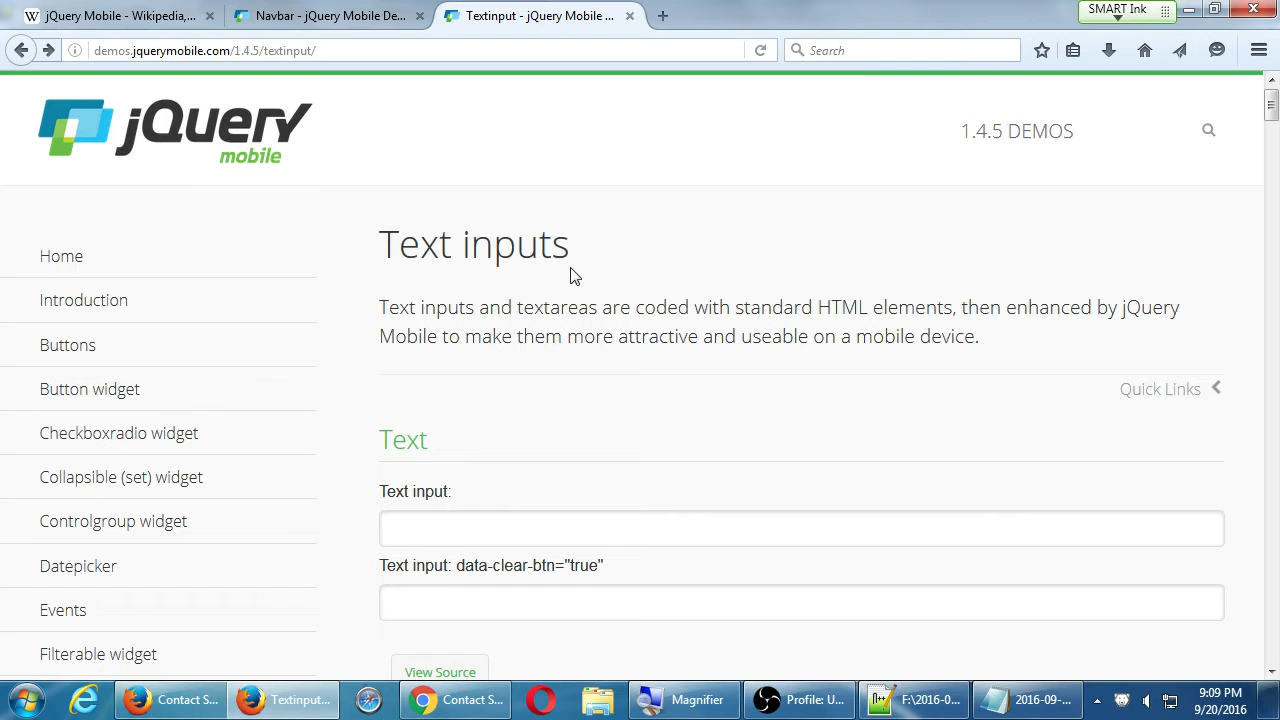 jQuery Mobile - Wikipedia,...
Navbar - jQuery Mobile De...
Textinput - jQuery Mobile ...
SMART Ink
demos.jquerymobile.com/1.4.5/textinput/
Search
jQuery
mobile
1.4.5 DEMOS
Home
Introduction
Buttons
Button widget
Checkboxradio widget
Collapsible (set) widget
Controlgroup widget
Datepicker
Events
Filterable widget
Text inputs
Text inputs and textareas are coded with standard HTML elements, then enhanced by jQuery
Mobile to make them more attractive and useable on a mobile device.
Quick Links
Text
Text input:
Text input: data-clear-btn="true"
View Source
Contact S...
Textinput...
Contact S...
Magnifier
Profile: U...
F:\2016-0...
2016-09-...
9:09 PM
9/20/2016